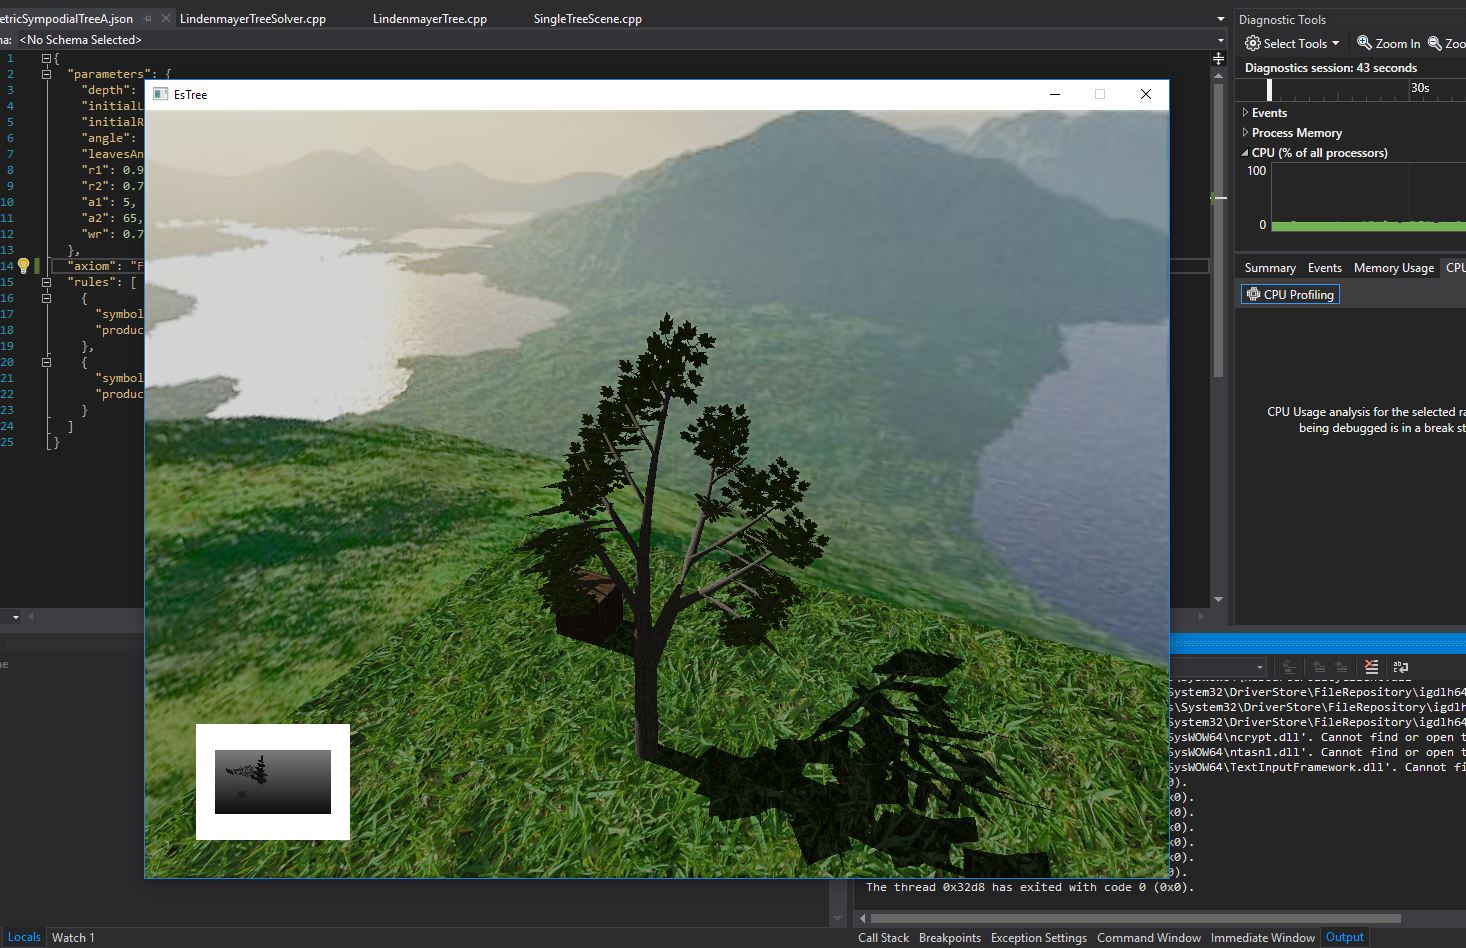 etricSympodialTreeA.json
LindenmayerTreeSolver.cpp
LindenmayerTree.cpp
SingleTreeScene.cpp
na: <No Schema Selected>
1 {
2 "parameters": {
3 "depth":
4 "initialL
5 "initialR
6 "angle":
7 "leavesAn
8 "r1": 0.9
9 "r2": 0.7
10 "a1": 5,
11 "a2": 65,
12 "wr": 0.7
13 },
14 "axiom": "F
15 "rules": [
16 {
17 "symbol
18 "produc
19 },
20 {
21 "symbol
22 "produc
23 }
24 ]
25 }
EsTree
Diagnostic Tools
Select Tools Zoom In Zoo
Diagnostics session: 43 seconds
30s
Events
Process Memory
CPU (% of all processors)
100
0
Summary Events Memory Usage CPU
CPU Profiling
CPU Usage analysis for the selected ra
being debugged is in a break st
ne
System32\DriverStore\FileRepository\igdlh64
s\System32\DriverStore\FileRepository\igdlh
System32\DriverStore\FileRepository\igdlh64
SysWOW64\ncrypt.dll'. Cannot find or open t
SysWOW64\ntasn1.dll'. Cannot find or open t
SysWOW64\TextInputFramework.dll'. Cannot fi
0).
x0).
0x0).
x0).
0x0).
0x0).
0).
The thread 0x32d8 has exited with code 0 (0x0).
Locals Watch 1
Call Stack Breakpoints Exception Settings Command Window Immediate Window Output